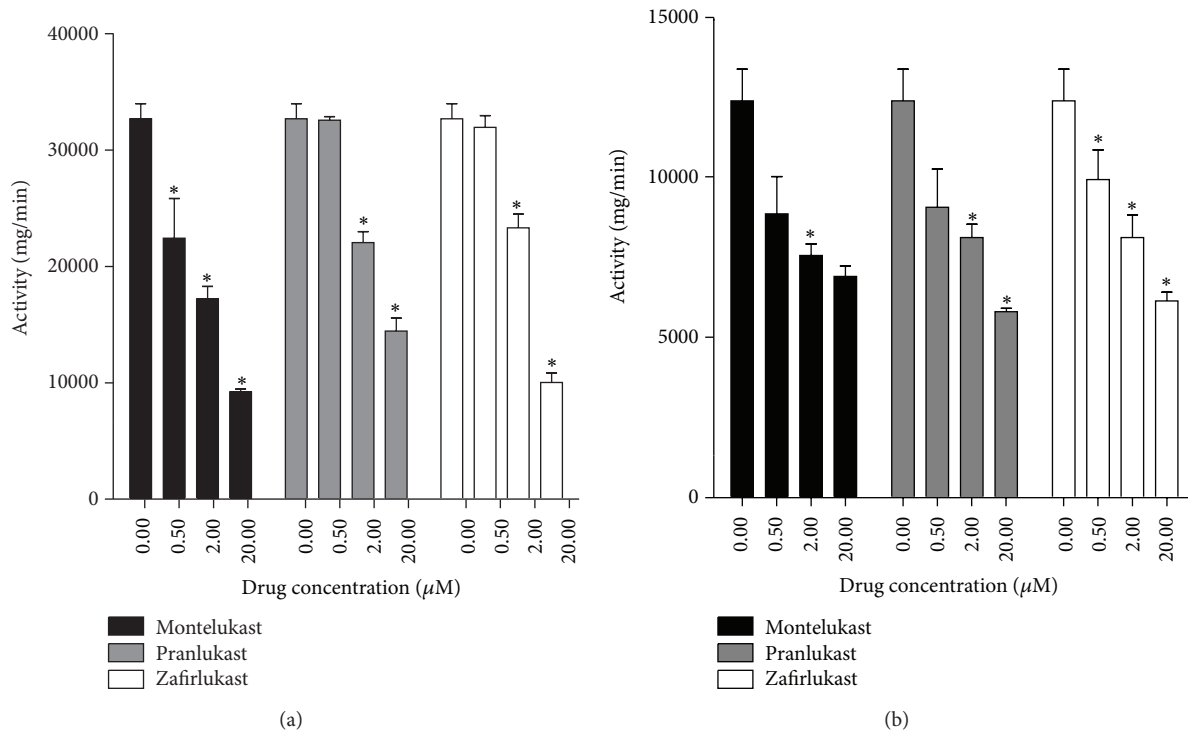 40000
30000
20000
10000
0
Activity (mg/min)
* * *
* *
* *
0.00 0.50 2.00 20.00 0.00 0.50 2.00 20.00 0.00 0.50 2.00 20.00
Drug concentration (μM)
Montelukast
Pranlukast
Zafirlukast
(a)
15000
10000
5000
0
Activity (mg/min)
*
* *
* * *
0.00 0.50 2.00 20.00 0.00 0.50 2.00 20.00 0.00 0.50 2.00 20.00
Drug concentration (μM)
Montelukast
Pranlukast
Zafirlukast
(b)